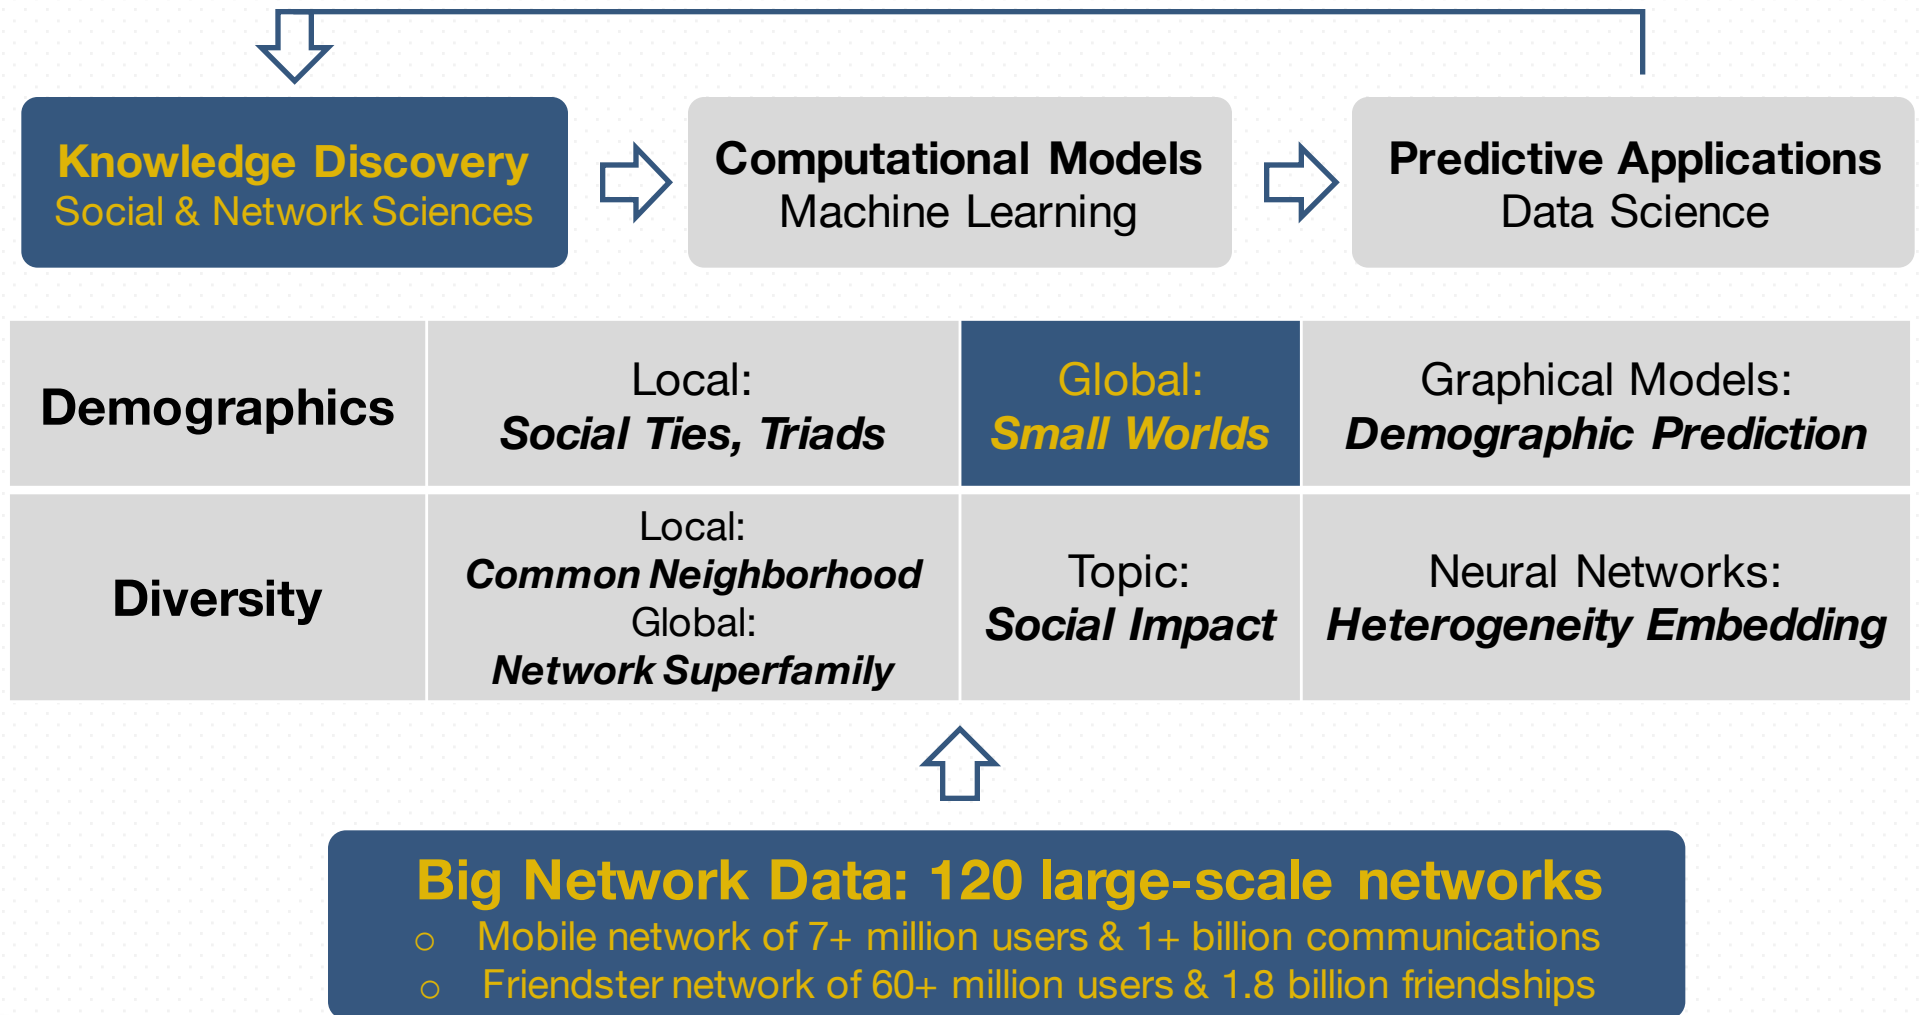 Knowledge Discovery
Social & Network Sciences
Computational Models
Machine Learning
Predictive Applications
Data Science
Demographics
Local:
Social Ties, Triads
Global:
Small Worlds
Graphical Models:
Demographic Prediction
Diversity
Local:
Common Neighborhood
Global:
Network Superfamily
Topic:
Social Impact
Neural Networks:
Heterogeneity Embedding
Big Network Data: 120 large-scale networks
○ Mobile network of 7+ million users & 1+ billion communications
○ Friendster network of 60+ million users & 1.8 billion friendships